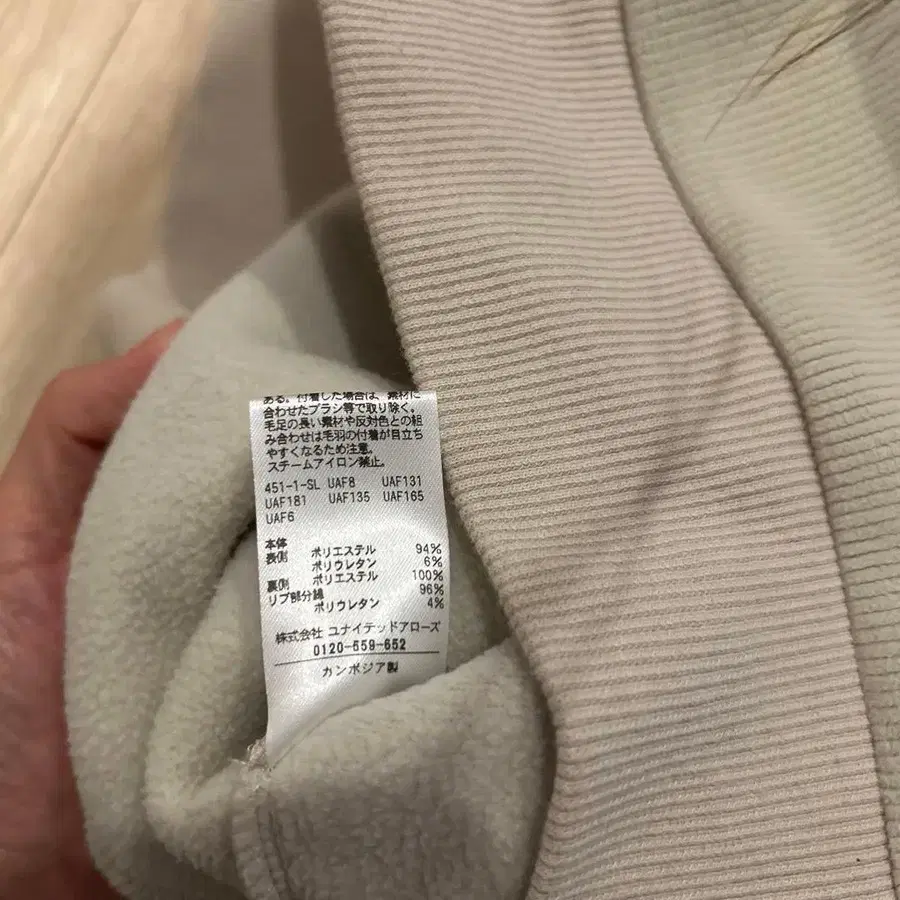 ある。付着した場合は、素材に
合わせたブラシ等で取り除く。
毛足の長い素材や反対色との組
み合わせは毛羽の付着が目立ち
やすくなるため注意。
スチームアイロン禁止。
451-1-SL UAF8 UAF131
UAF181 UAF135 UAF165
UAF6
本体
表側 ポリエステル 94%
ポリウレタン 6%
裏側 ポリエステル 100%
リブ部分綿 96%
ポリウレタン 4%
株式会社 ユナイテッドアローズ
0120-559-652
カンボジア製